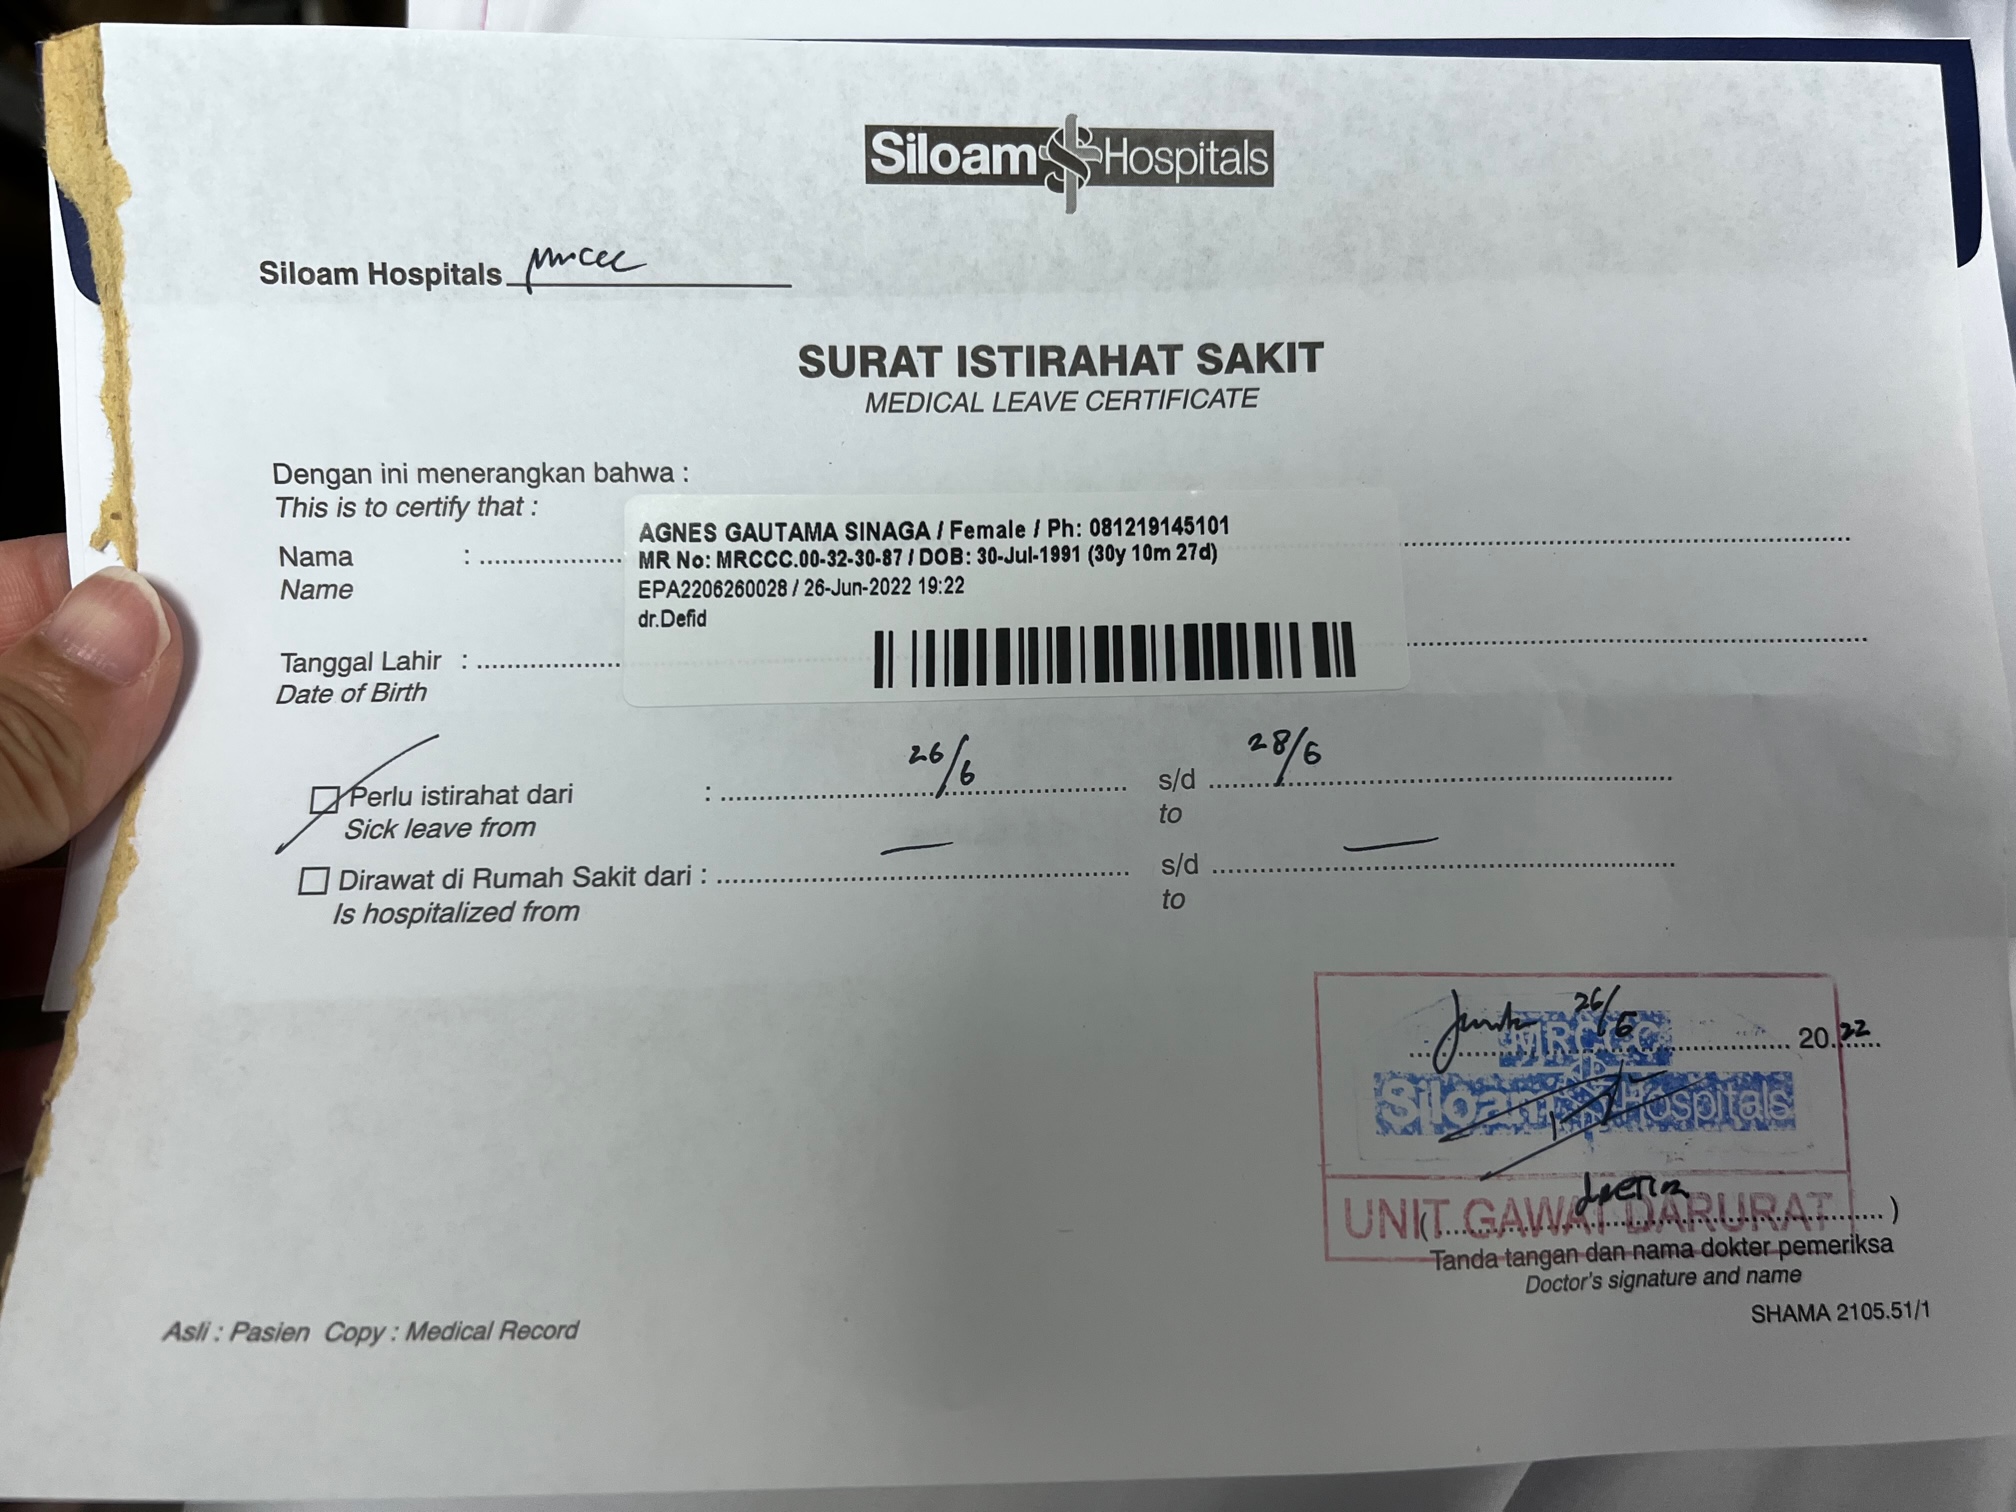 Siloam Hospitals
Siloam Hospitals MRCCC
SURAT ISTIRAHAT SAKIT
MEDICAL LEAVE CERTIFICATE
Dengan ini menerangkan bahwa :
This is to certify that :
Nama : ....................
Name
AGNES GAUTAMA SINAGA / Female / Ph: 081219145101
MR No: MRCCC.00-32-30-87 / DOB: 30-Jul-1991 (30y 10m 27d)
EPA2206260028 / 26-Jun-2022 19:22
dr.Defid
Tanggal Lahir : ....................
Date of Birth
Perlu istirahat dari : 26/6 s/d 28/6
Sick leave from to
Dirawat di Rumah Sakit dari : — s/d —
Is hospitalized from to
26/6 2022
MRCCC
Siloam Hospitals
UNIT GAWAT DARURAT
( .................... )
Tanda tangan dan nama dokter pemeriksa
Doctor's signature and name
SHAMA 2105.51/1
Asli : Pasien Copy : Medical Record